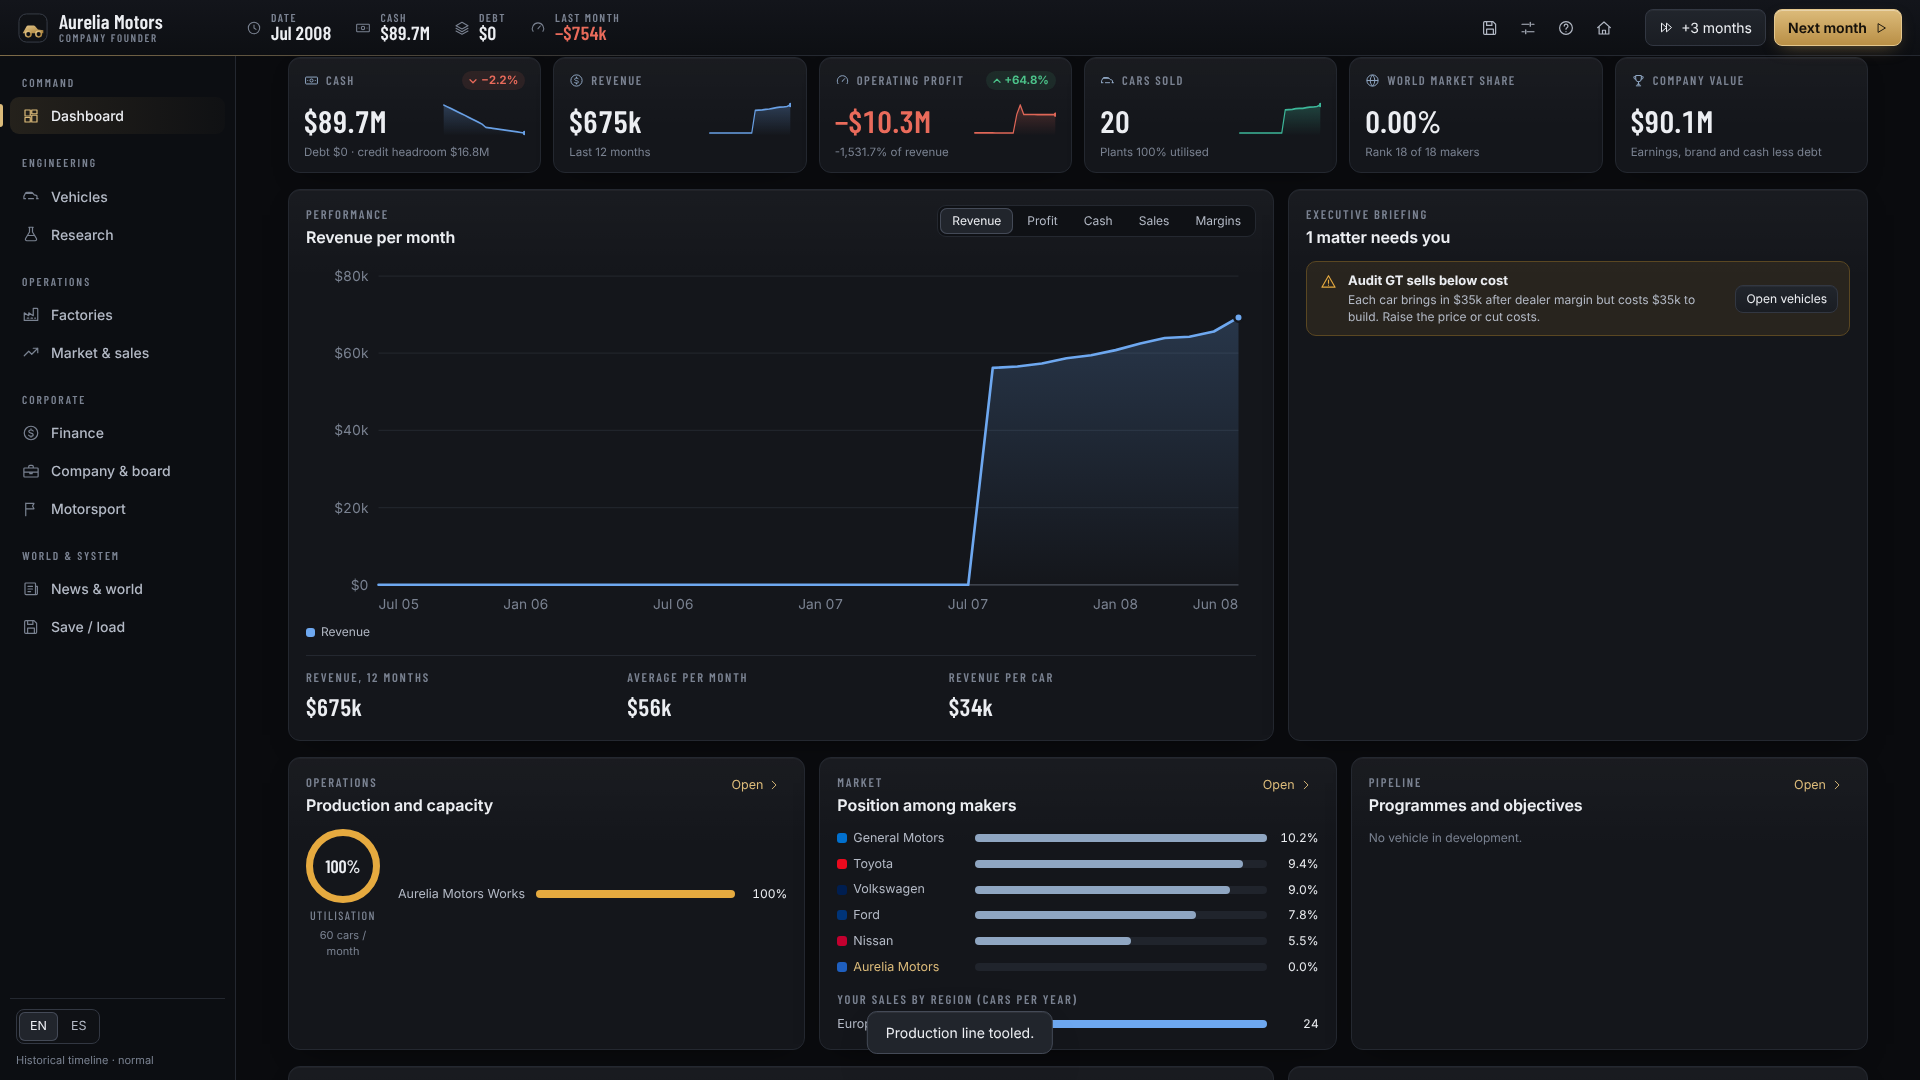 Aurelia Motors
COMPANY FOUNDER
DATE
Jul 2008
CASH
$89.7M
DEBT
$0
LAST MONTH
−$754k
+3 months
Next month
COMMAND
Dashboard
ENGINEERING
Vehicles
Research
OPERATIONS
Factories
Market & sales
CORPORATE
Finance
Company & board
Motorsport
WORLD & SYSTEM
News & world
Save / load
EN
ES
Historical timeline · normal
CASH
−2.2%
$89.7M
Debt $0 · credit headroom $16.8M
REVENUE
$675k
Last 12 months
OPERATING PROFIT
+64.8%
−$10.3M
-1,531.7% of revenue
CARS SOLD
20
Plants 100% utilised
WORLD MARKET SHARE
0.00%
Rank 18 of 18 makers
COMPANY VALUE
$90.1M
Earnings, brand and cash less debt
PERFORMANCE
Revenue per month
Revenue
Profit
Cash
Sales
Margins
$80k
$60k
$40k
$20k
$0
Jul 05
Jan 06
Jul 06
Jan 07
Jul 07
Jan 08
Jun 08
Revenue
REVENUE, 12 MONTHS
$675k
AVERAGE PER MONTH
$56k
REVENUE PER CAR
$34k
EXECUTIVE BRIEFING
1 matter needs you
Audit GT sells below cost
Each car brings in $35k after dealer margin but costs $35k to
build. Raise the price or cut costs.
Open vehicles
OPERATIONS
Production and capacity
Open
100%
UTILISATION
60 cars /
month
Aurelia Motors Works
100%
MARKET
Position among makers
Open
General Motors
10.2%
Toyota
9.4%
Volkswagen
9.0%
Ford
7.8%
Nissan
5.5%
Aurelia Motors
0.0%
YOUR SALES BY REGION (CARS PER YEAR)
24
Production line tooled.
PIPELINE
Programmes and objectives
Open
No vehicle in development.